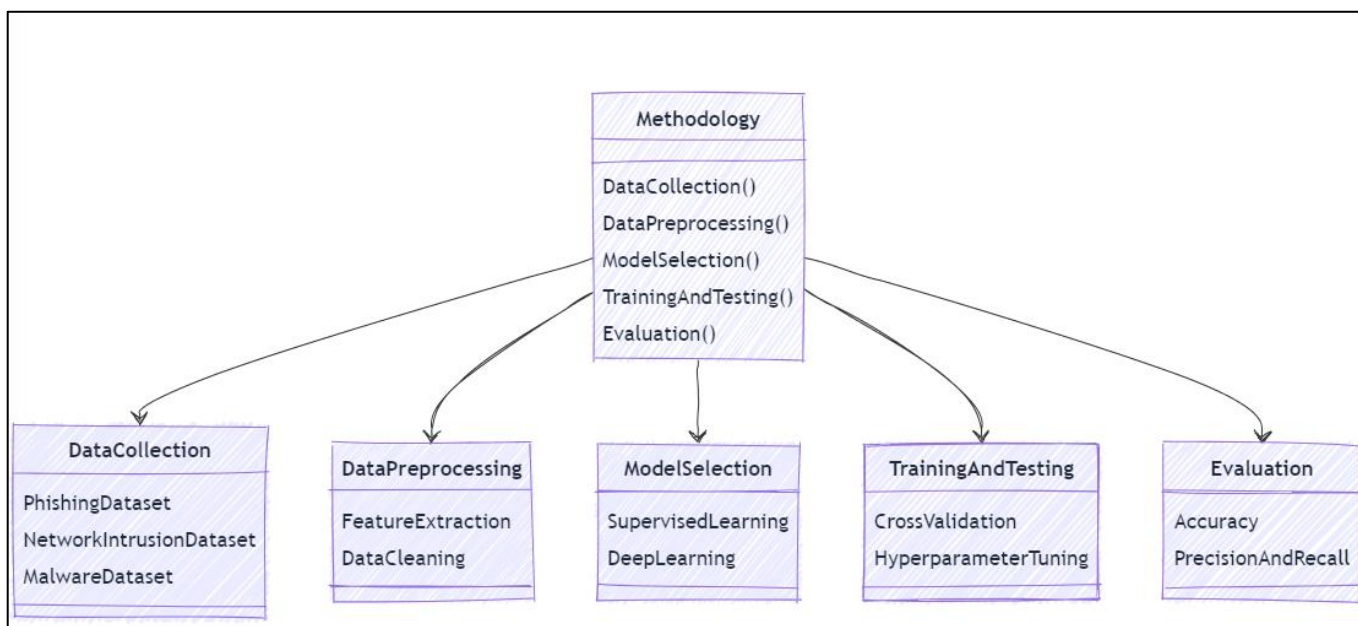 Methodology
DataCollection()
DataPreprocessing()
ModelSelection()
TrainingAndTesting()
Evaluation()
DataCollection
PhishingDataset
NetworkIntrusionDataset
MalwareDataset
DataPreprocessing
FeatureExtraction
DataCleaning
ModelSelection
SupervisedLearning
DeepLearning
TrainingAndTesting
CrossValidation
HyperparameterTuning
Evaluation
Accuracy
PrecisionAndRecall